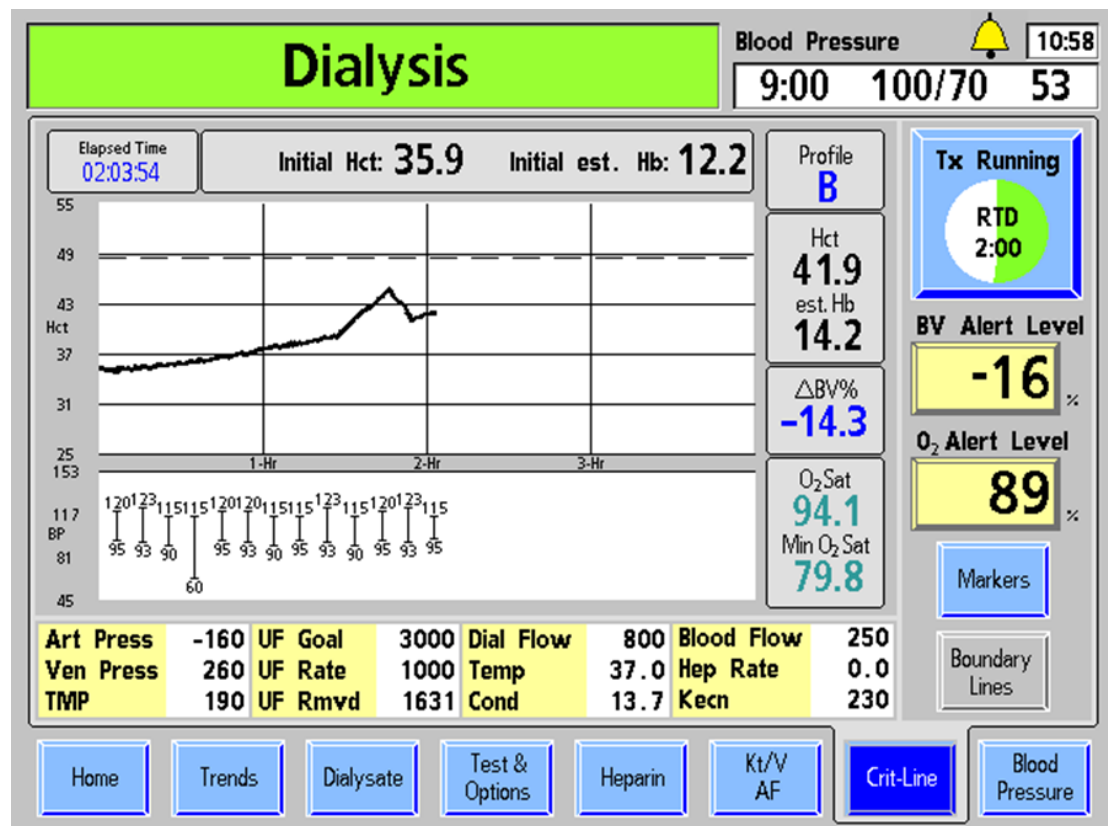 Dialysis
Blood Pressure
10:58
9:00 100/70 53
Elapsed Time
02:03:54
Initial Hct: 35.9 Initial est. Hb: 12.2
Profile
B
Tx Running
RTD
2:00
55
49
43
Hct
37
31
25
1-Hr 2-Hr 3-Hr
Hct
41.9
est. Hb
14.2
△BV%
-14.3
BV Alert Level
-16 %
O₂ Alert Level
89 %
153
117
BP
81
45
120 123 115 115 120 120 115 115 123 115 120 123 115
95 93 90 60 95 93 90 95 93 90 95 93 95
O₂Sat
94.1
Min O₂ Sat
79.8
Markers
Boundary
Lines
Art Press -160 UF Goal 3000 Dial Flow 800 Blood Flow 250
Ven Press 260 UF Rate 1000 Temp 37.0 Hep Rate 0.0
TMP 190 UF Rmvd 1631 Cond 13.7 Kecn 230
Home
Trends
Dialysate
Test &
Options
Heparin
Kt/V
AF
Crit-Line
Blood
Pressure